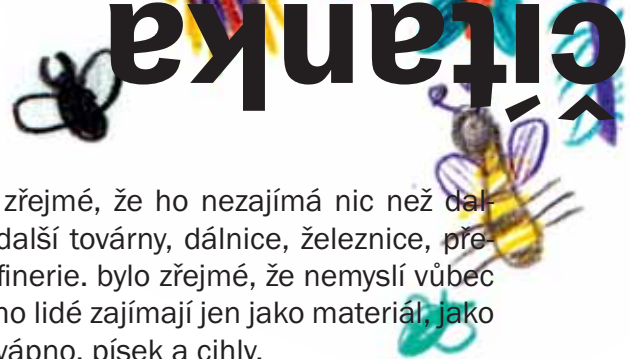 čítanka
zřejmé, že ho nezajímá nic než dal-
další továrny, dálnice, železnice, pře-
finerie. bylo zřejmé, že nemyslí vůbec
ho lidé zajímají jen jako materiál, jako
vápno, písek a cihly.